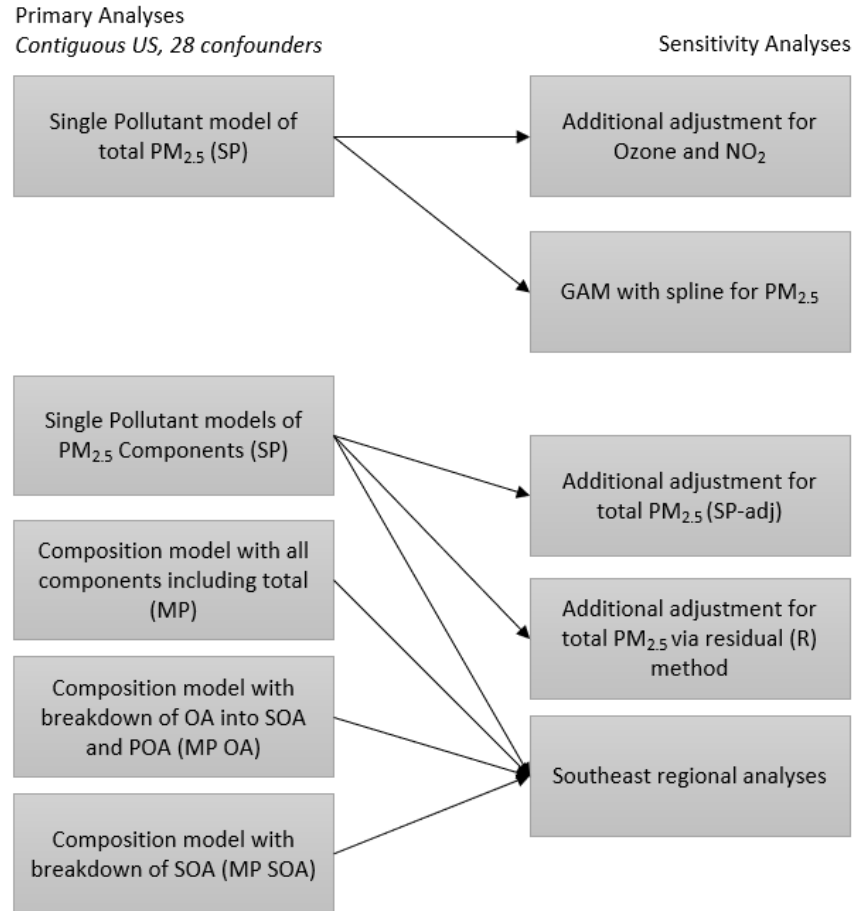 Primary Analyses
Contiguous US, 28 confounders
Sensitivity Analyses
Single Pollutant model of
total PM₂.₅ (SP)
Additional adjustment for
Ozone and NO₂
GAM with spline for PM₂.₅
Single Pollutant models of
PM₂.₅ Components (SP)
Additional adjustment for
total PM₂.₅ (SP-adj)
Composition model with all
components including total
(MP)
Additional adjustment for
total PM₂.₅ via residual (R)
method
Composition model with
breakdown of OA into SOA
and POA (MP OA)
Southeast regional analyses
Composition model with
breakdown of SOA (MP SOA)